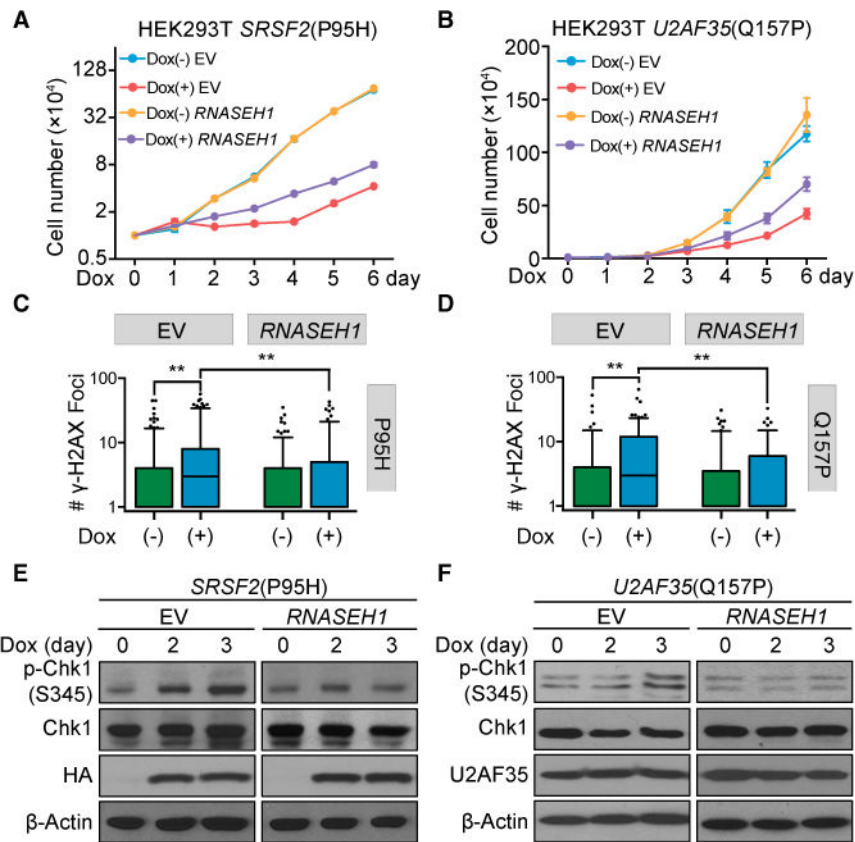 A
HEK293T SRSF2(P95H)
Cell number (×10⁴)
128
32
8
2
0.5
Dox(-) EV
Dox(+) EV
Dox(-) RNASEH1
Dox(+) RNASEH1
Dox 0 1 2 3 4 5 6 day
B
HEK293T U2AF35(Q157P)
Cell number (×10⁴)
200
150
100
50
0
Dox(-) EV
Dox(+) EV
Dox(-) RNASEH1
Dox(+) RNASEH1
Dox 0 1 2 3 4 5 6 day
C
EV RNASEH1
# γ-H2AX Foci
100
10
1
** **
P95H
Dox (-) (+) (-) (+)
D
EV RNASEH1
# γ-H2AX Foci
100
10
1
** **
Q157P
Dox (-) (+) (-) (+)
E
SRSF2(P95H)
EV RNASEH1
Dox (day) 0 2 3 0 2 3
p-Chk1
(S345)
Chk1
HA
β-Actin
F
U2AF35(Q157P)
EV RNASEH1
Dox (day) 0 2 3 0 2 3
p-Chk1
(S345)
Chk1
U2AF35
β-Actin